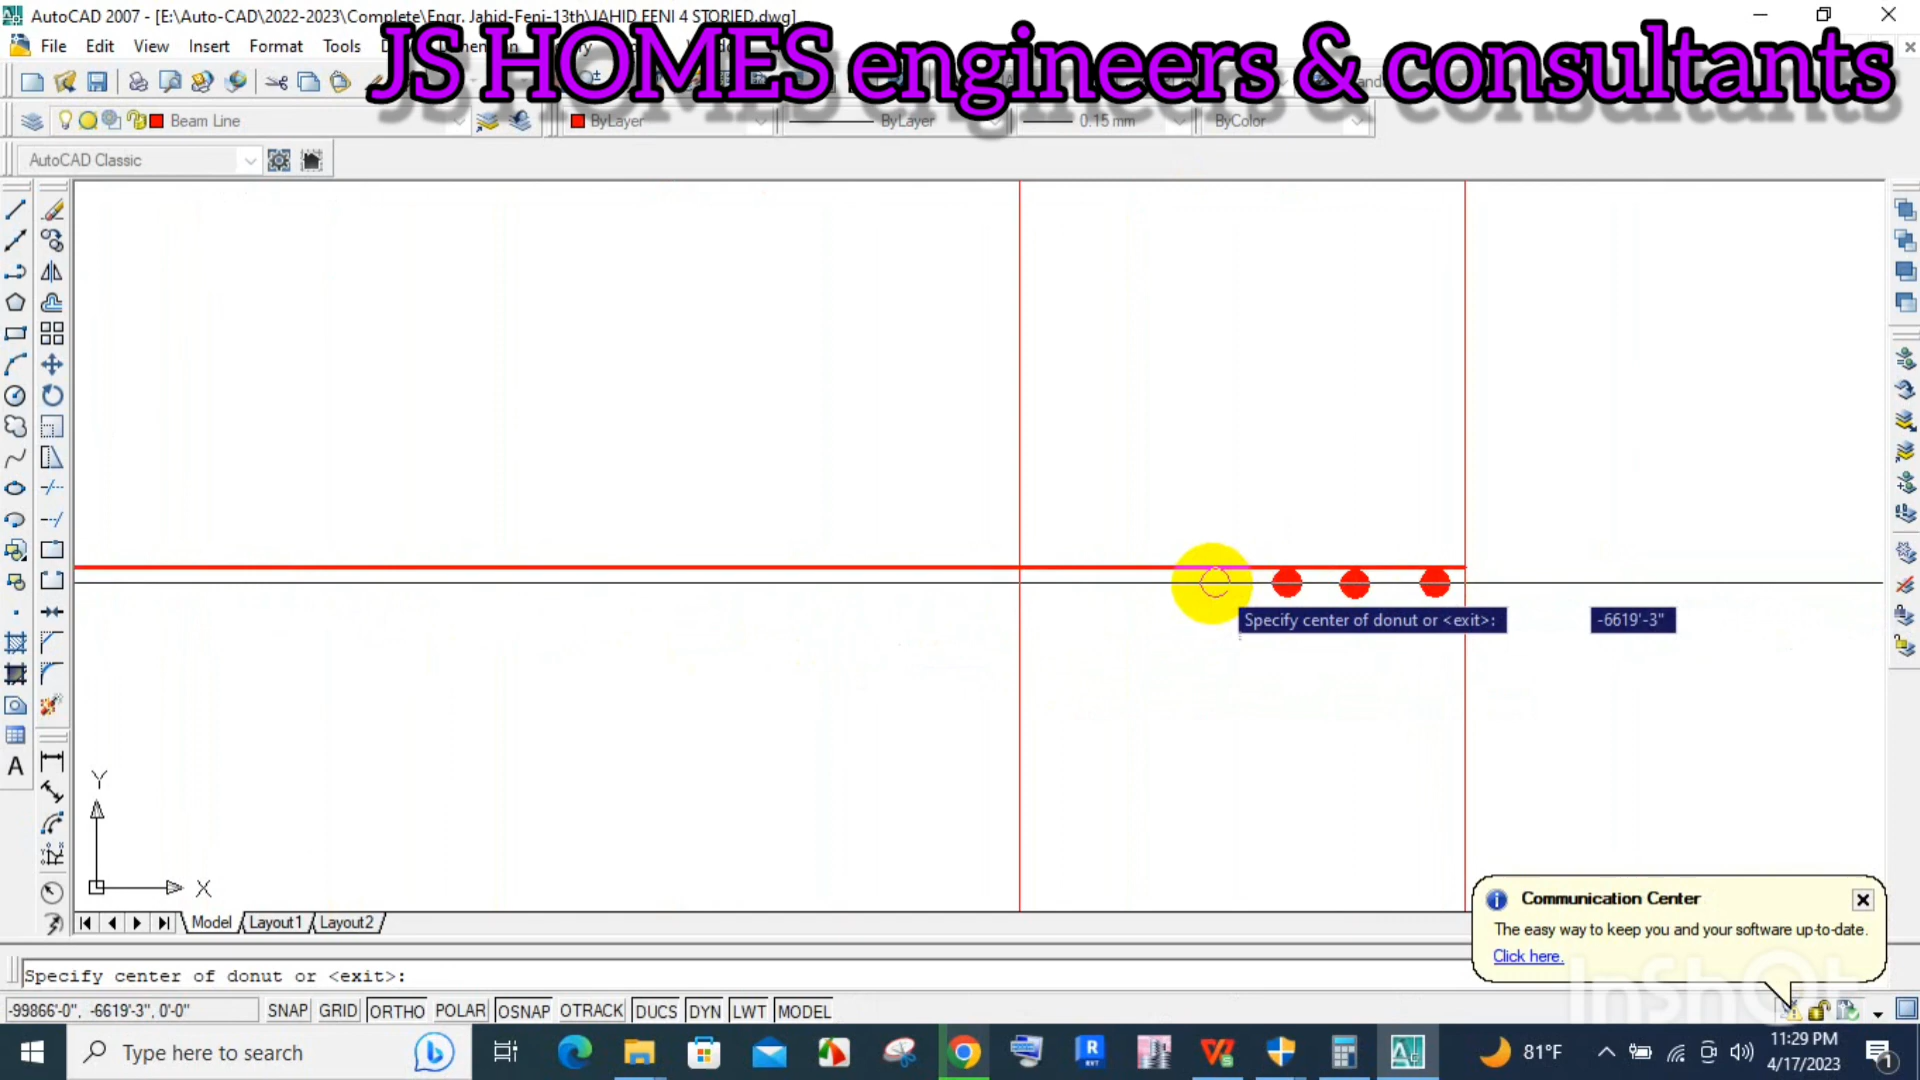 AutoCAD 2007 - [E:\Auto-CAD\2022-2023\Complete\Engr. Jahid-Feni-13th\JAHID FENI 4 STORIED.dwg]
JS HOMES engineers & consultants
File Edit View Insert Format Tools
Beam Line
ByLayer
ByLayer
0.15 mm
ByColor
AutoCAD Classic
Specify center of donut or <exit>:
-6619'-3"
Y
X
Model Layout1 Layout2
Communication Center
The easy way to keep you and your software up-to-date.
Click here.
Specify center of donut or <exit>:
InShOt
-99866'-0", -6619'-3", 0'-0"
SNAP GRID ORTHO POLAR OSNAP OTRACK DUCS DYN LWT MODEL
Type here to search
81°F
11:29 PM
4/17/2023
1